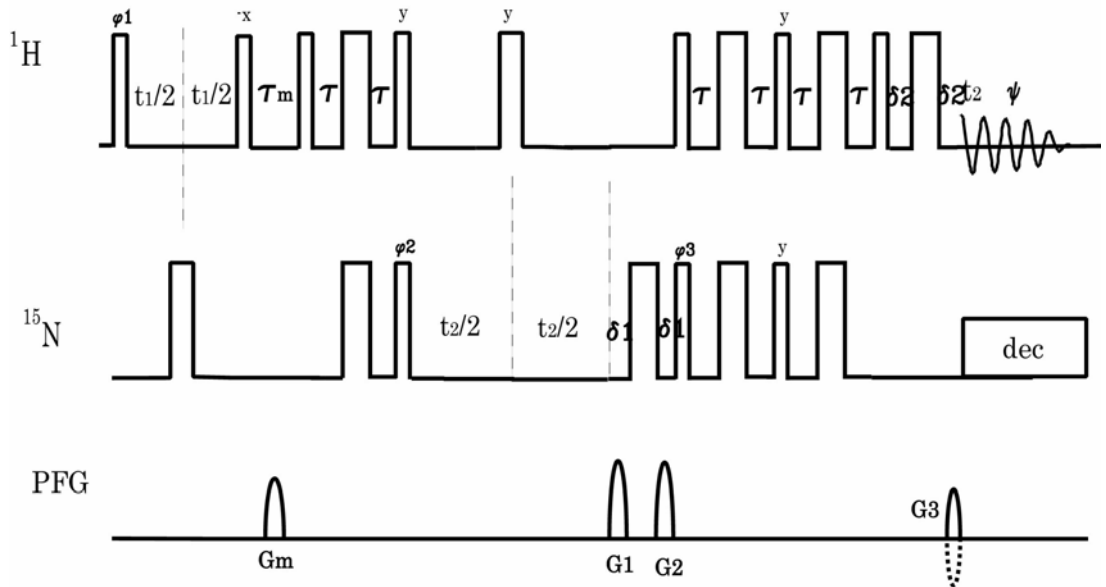 φ1 -x y y y
¹H t1/2 t1/2 τm τ τ τ τ τ τ δ2 δ2 t2 ψ
φ2 φ3 y
¹⁵N t2/2 t2/2 δ1 δ1 dec
PFG G3
Gm G1 G2